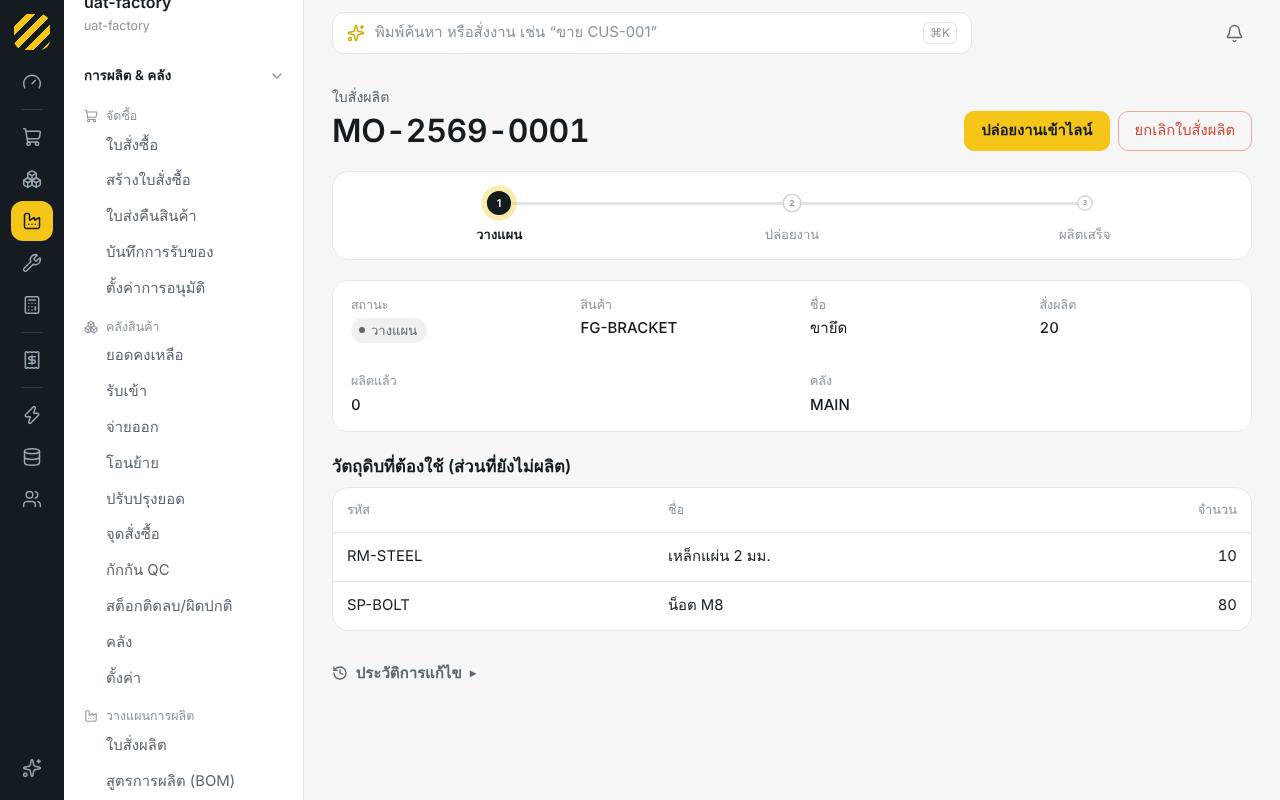 uat-factory
uat-factory
การผลิต & คลัง
จัดซื้อ
ใบสั่งซื้อ
สร้างใบสั่งซื้อ
ใบส่งคืนสินค้า
บันทึกการรับของ
ตั้งค่าการอนุมัติ
คลังสินค้า
ยอดคงเหลือ
รับเข้า
จ่ายออก
โอนย้าย
ปรับปรุงยอด
จุดสั่งซื้อ
กักกัน QC
สต็อกติดลบ/ผิดปกติ
คลัง
ตั้งค่า
วางแผนการผลิต
ใบสั่งผลิต
สูตรการผลิต (BOM)
พิมพ์ค้นหา หรือสั่งงาน เช่น “ขาย CUS-001”
⌘K
ใบสั่งผลิต
MO-2569-0001
ปล่อยงานเข้าไลน์
ยกเลิกใบสั่งผลิต
1
2
3
วางแผน
ปล่อยงาน
ผลิตเสร็จ
สถานะ
สินค้า
ชื่อ
สั่งผลิต
วางแผน
FG-BRACKET
ขายึด
20
ผลิตแล้ว
คลัง
0
MAIN
วัตถุดิบที่ต้องใช้ (ส่วนที่ยังไม่ผลิต)
รหัส
ชื่อ
จำนวน
RM-STEEL
เหล็กแผ่น 2 มม.
10
SP-BOLT
น็อต M8
80
ประวัติการแก้ไข ▸